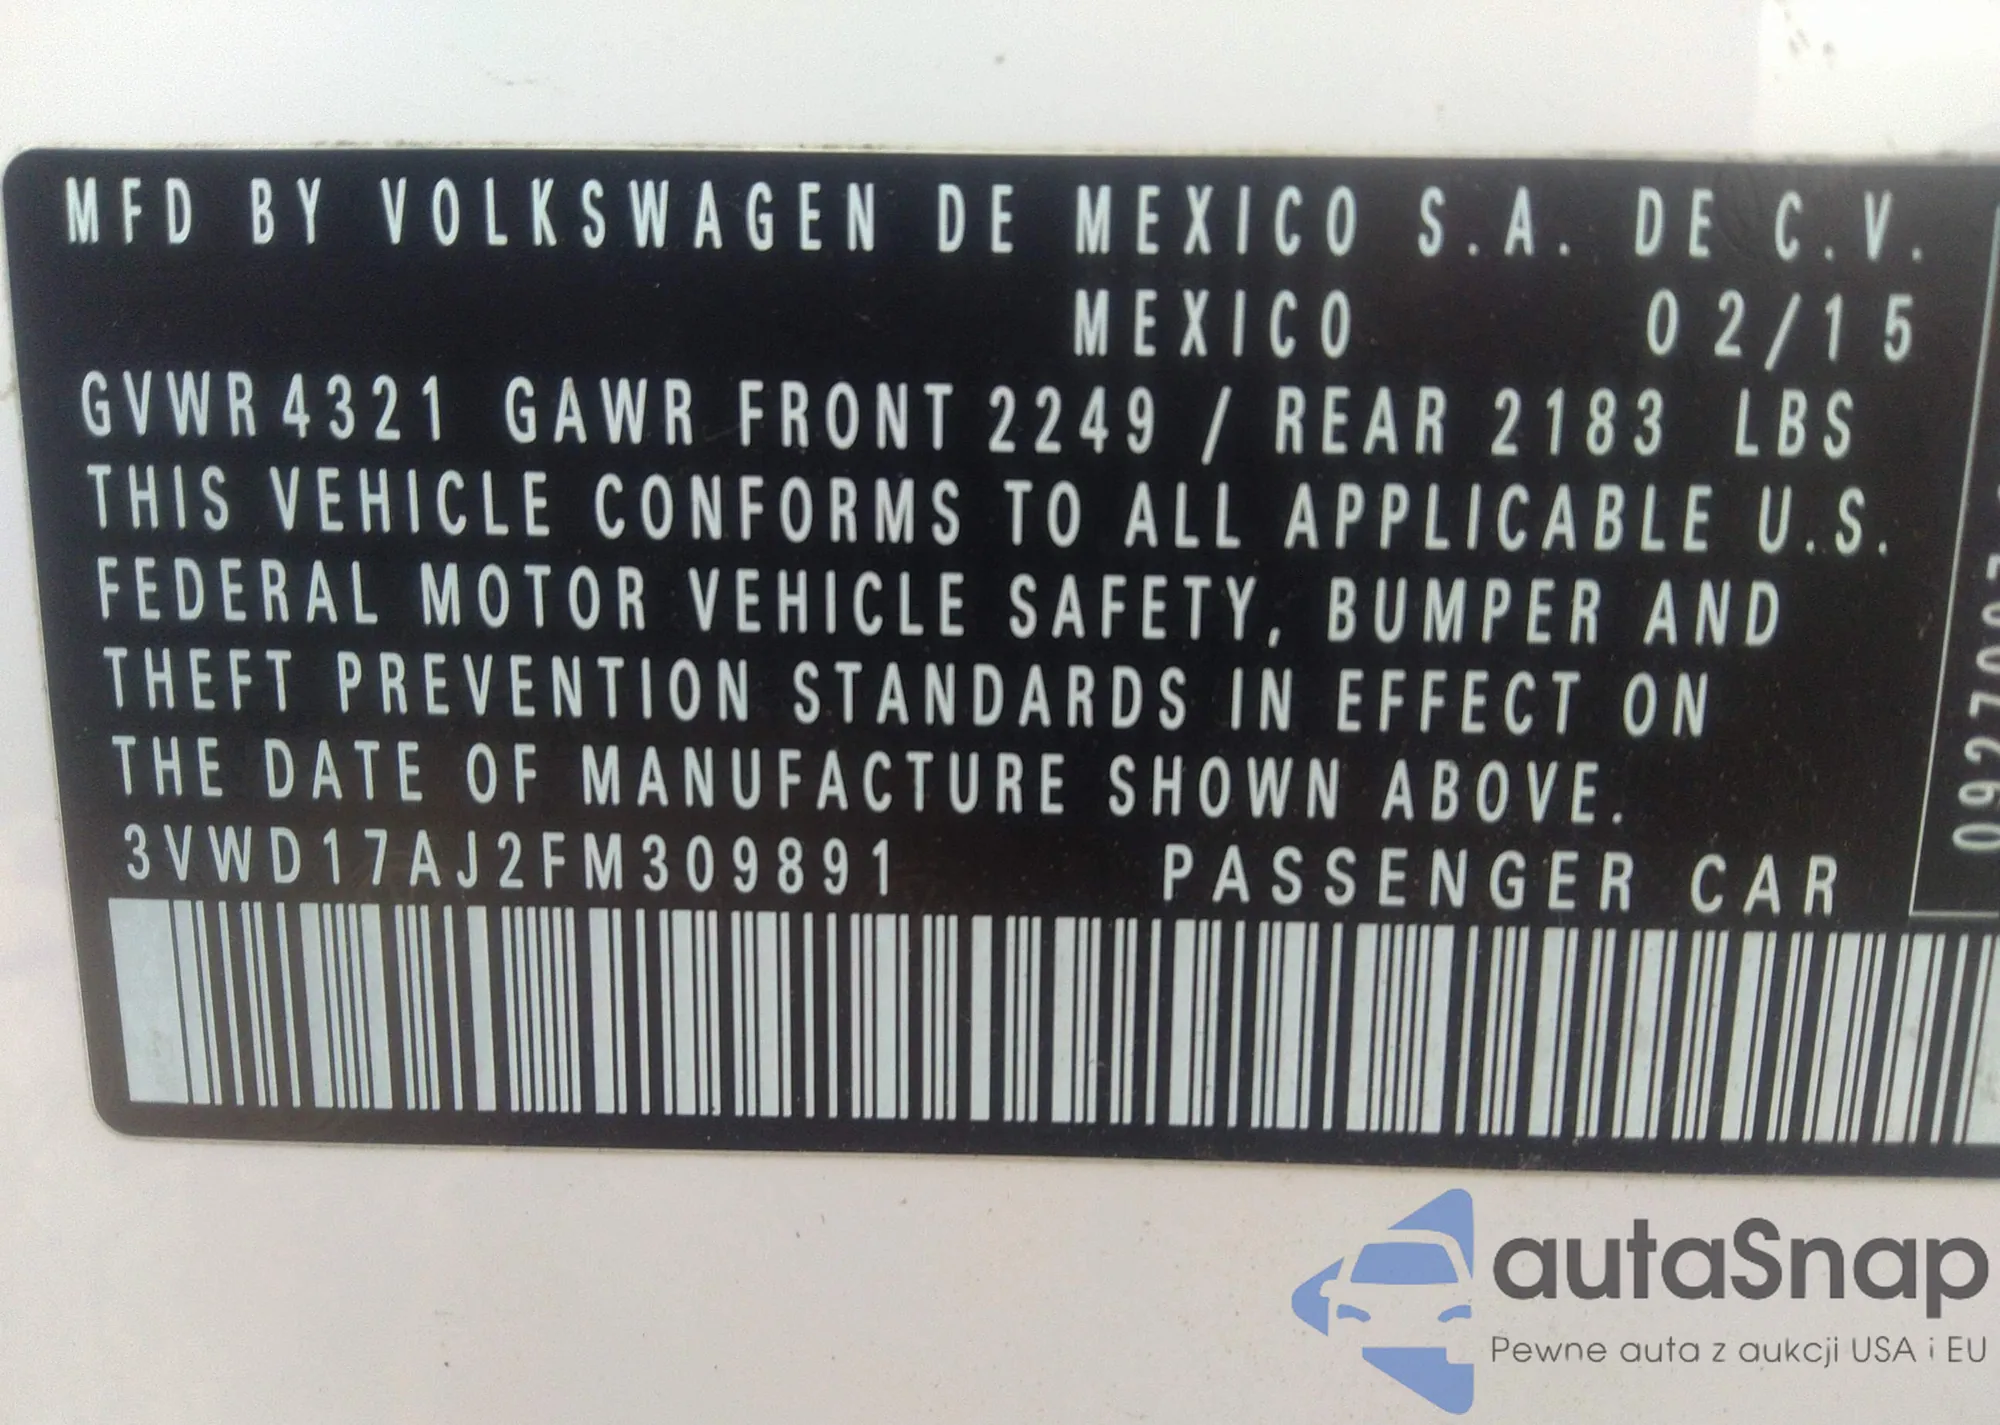 MFD BY VOLKSWAGEN DE MEXICO S.A. DE C.V.
MEXICO 02/15
GVWR 4321 GAWR FRONT 2249 / REAR 2183 LBS
THIS VEHICLE CONFORMS TO ALL APPLICABLE U.S.
FEDERAL MOTOR VEHICLE SAFETY, BUMPER AND
THEFT PREVENTION STANDARDS IN EFFECT ON
THE DATE OF MANUFACTURE SHOWN ABOVE.
3VWD17AJ2FM309891 PASSENGER CAR
autaSnap
Pewne auta z aukcji USA i EU